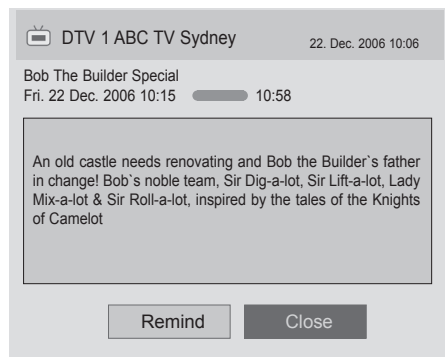 DTV 1 ABC TV Sydney 22. Dec. 2006 10:06
Bob The Builder Special
Fri. 22 Dec. 2006 10:15 10:58
An old castle needs renovating and Bob the Builder`s father
in change! Bob`s noble team, Sir Dig-a-lot, Sir Lift-a-lot, Lady
Mix-a-lot & Sir Roll-a-lot, inspired by the tales of the Knights
of Camelot
Remind Close